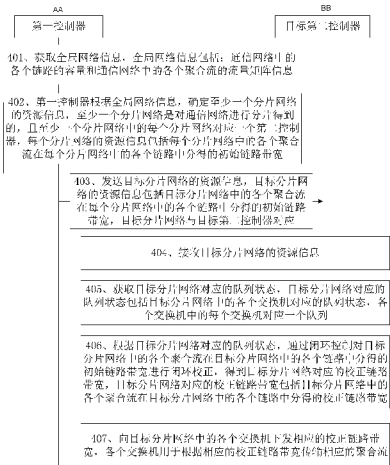 AA
BB
第一控制器
目标第二控制器
401、获取全局网络信息，全局网络信息包括：通信网络中的
各个链路的容量和通信网络中的各个聚合流的流量矩阵信息
402、第一控制器根据全局网络信息，确定至少一个分片网络
的资源信息，至少一个分片网络是对通信网络进行分片得到
的，且至少一个分片网络中的每个分片网络对应一个第二控制
器，每个分片网络的资源信息包括每个分片网络中的各个聚合
流在每个分片网络中的各个链路中分得的初始链路带宽
403、发送目标分片网络的资源信息，目标分片网
络的资源信息包括目标分片网络中的各个聚合流
在每个分片网络中的各个链路中分得的初始链路
带宽，目标分片网络与目标第二控制器对应
404、接收目标分片网络的资源信息
405、获取目标分片网络对应的队列状态，目标分片网络对应的
队列状态包括目标分片网络中的各个交换机对应的队列状态，各
个交换机中的每个交换机对应一个队列
406、根据目标分片网络对应的队列状态，通过闭环控制对目标
分片网络中的各个聚合流在目标分片网络中的各个链路中分得的
初始链路带宽进行闭环校正，得到目标分片网络对应的校正链路
带宽，目标分片网络对应的校正链路带宽包括目标分片网络中的
各个聚合流在目标分片网络中的各个链路中分得的校正链路带宽
407、向目标分片网络中的各个交换机下发相应的校正链路带
宽，各个交换机用于根据相应的校正链路带宽传输相应的聚合流